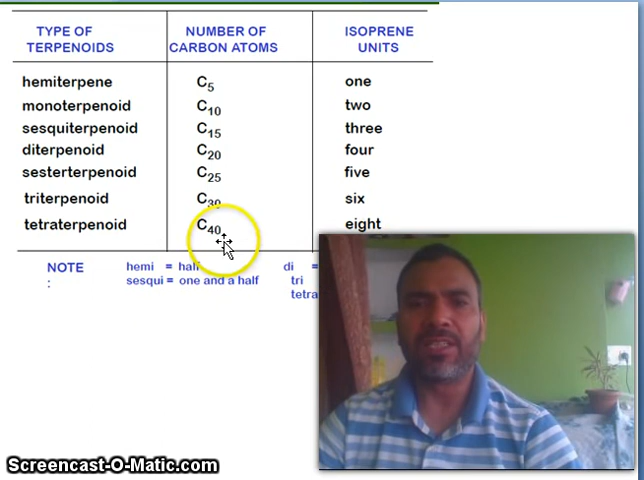 TYPE OF TERPENOIDS NUMBER OF CARBON ATOMS ISOPRENE UNITS
hemiterpene C5 one
monoterpenoid C10 two
sesquiterpenoid C15 three
diterpenoid C20 four
sesterterpenoid C25 five
triterpenoid C30 six
tetraterpenoid C40 eight
NOTE : hemi = half di =
sesqui = one and a half tri
tetra
Screencast-O-Matic.com